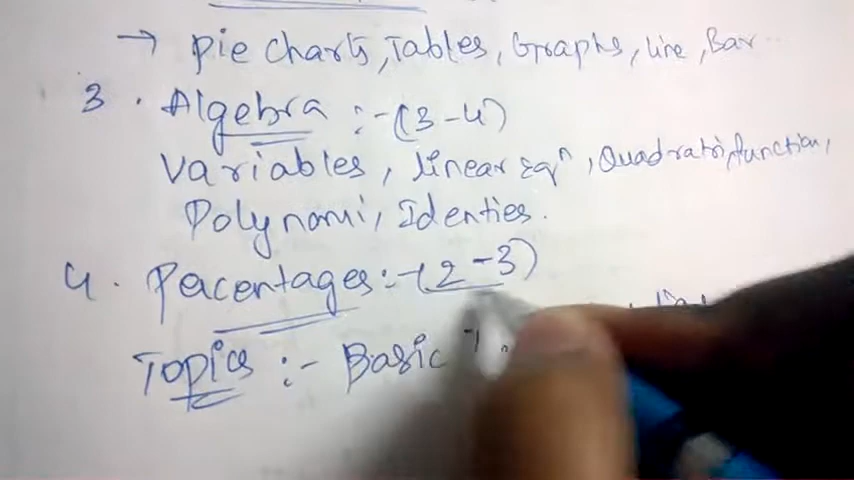 → Pie Charts, Tables, Graphs, Line, Bar
3. Algebra :- (3-4)
Variables, linear Eqⁿ, Quadratic, function,
Polynomi, Identies.
4. Pacentages :- (2-3)
Topics :- Basic